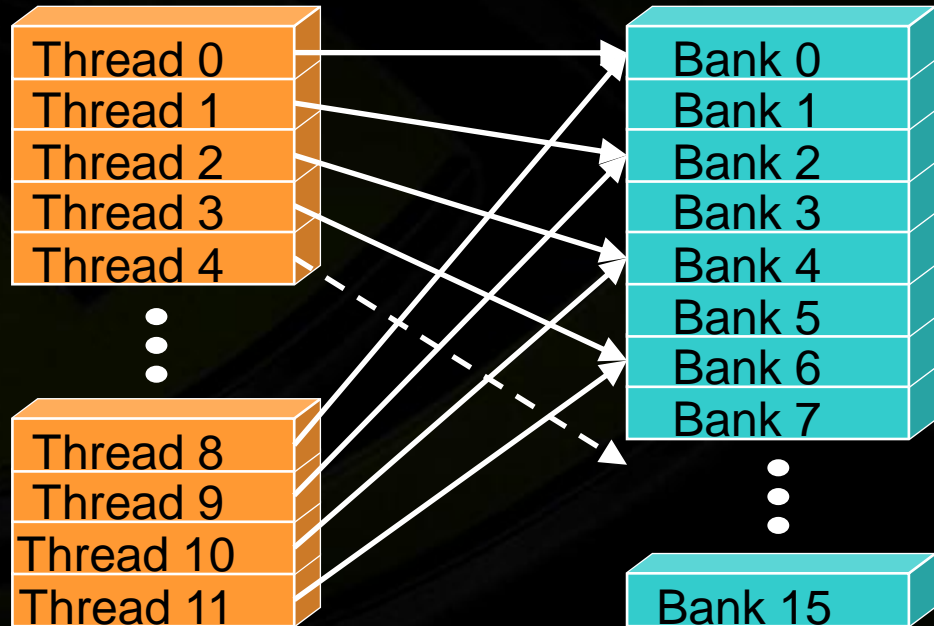 Thread 0
Thread 1
Thread 2
Thread 3
Thread 4
Thread 8
Thread 9
Thread 10
Thread 11
Bank 0
Bank 1
Bank 2
Bank 3
Bank 4
Bank 5
Bank 6
Bank 7
Bank 15